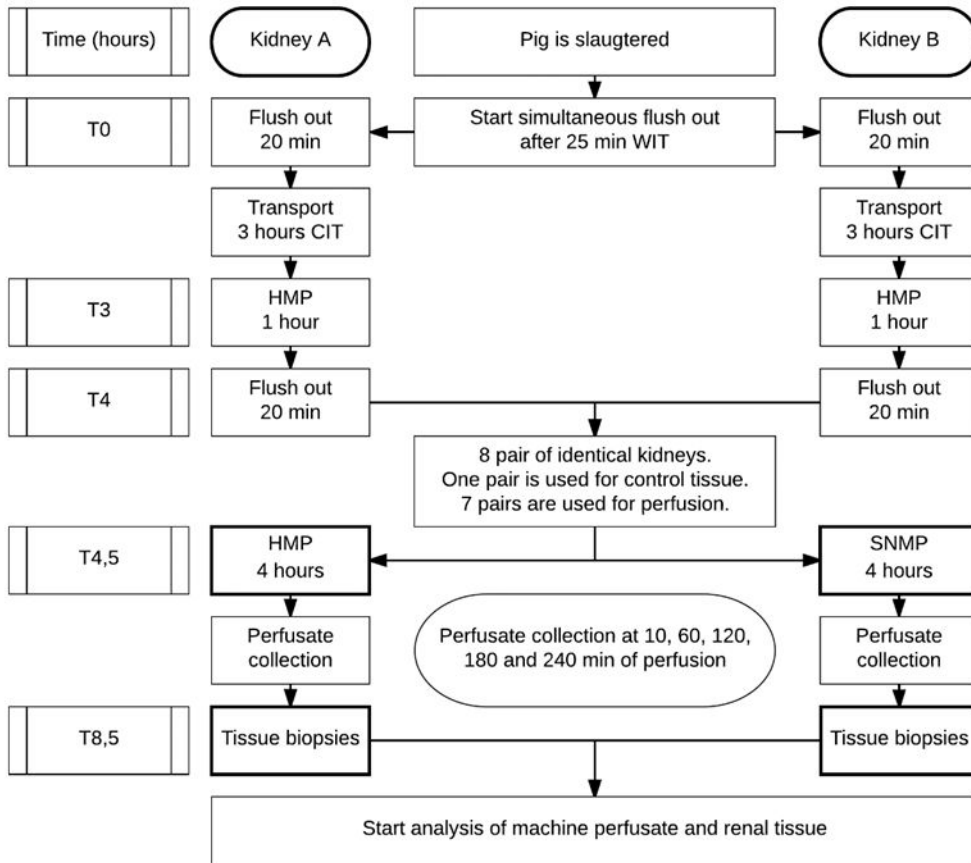 Time (hours)
Kidney A
Pig is slaugtered
Kidney B
T0
Flush out
20 min
Start simultaneous flush out
after 25 min WIT
Flush out
20 min
Transport
3 hours CIT
Transport
3 hours CIT
T3
HMP
1 hour
HMP
1 hour
T4
Flush out
20 min
Flush out
20 min
8 pair of identical kidneys.
One pair is used for control tissue.
7 pairs are used for perfusion.
T4,5
HMP
4 hours
SNMP
4 hours
Perfusate
collection
Perfusate collection at 10, 60, 120,
180 and 240 min of perfusion
Perfusate
collection
T8,5
Tissue biopsies
Tissue biopsies
Start analysis of machine perfusate and renal tissue